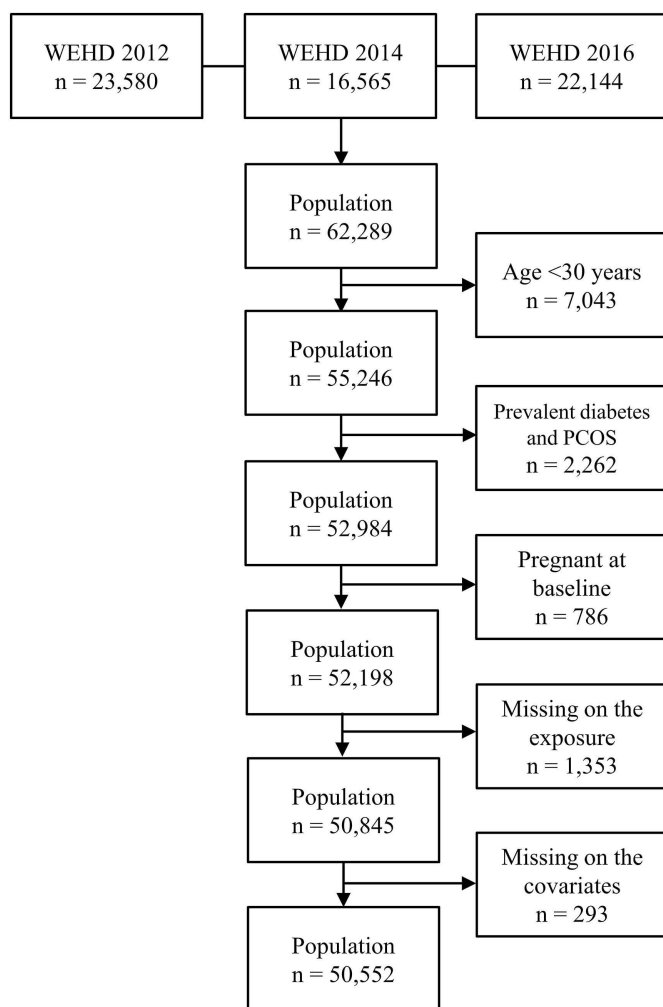 WEHD 2012
n = 23,580
WEHD 2014
n = 16,565
WEHD 2016
n = 22,144
Population
n = 62,289
Age <30 years
n = 7,043
Population
n = 55,246
Prevalent diabetes
and PCOS
n = 2,262
Population
n = 52,984
Pregnant at
baseline
n = 786
Population
n = 52,198
Missing on the
exposure
n = 1,353
Population
n = 50,845
Missing on the
covariates
n = 293
Population
n = 50,552